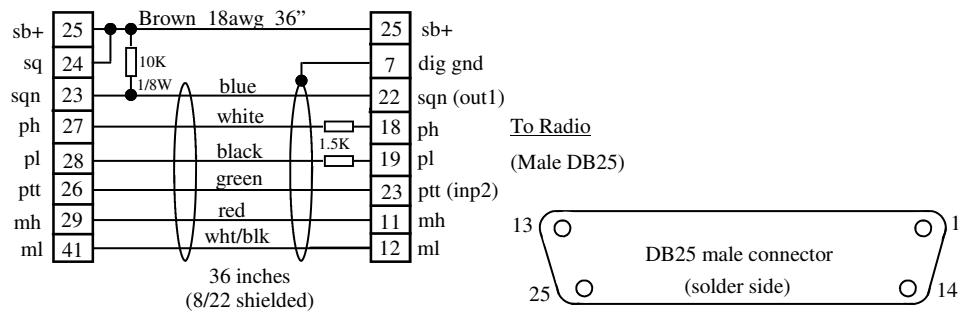 Brown 18awg 36”
sb+ 25 25 sb+
sq 24 7 dig gnd
10K
1/8W
sqn 23 blue 22 sqn (out1)
ph 27 white 18 ph
1.5K
pl 28 black 19 pl
ptt 26 green 23 ptt (inp2)
mh 29 red 11 mh
ml 41 wht/blk 12 ml
36 inches
(8/22 shielded)
To Radio
(Male DB25)
13 1
DB25 male connector
(solder side)
25 14